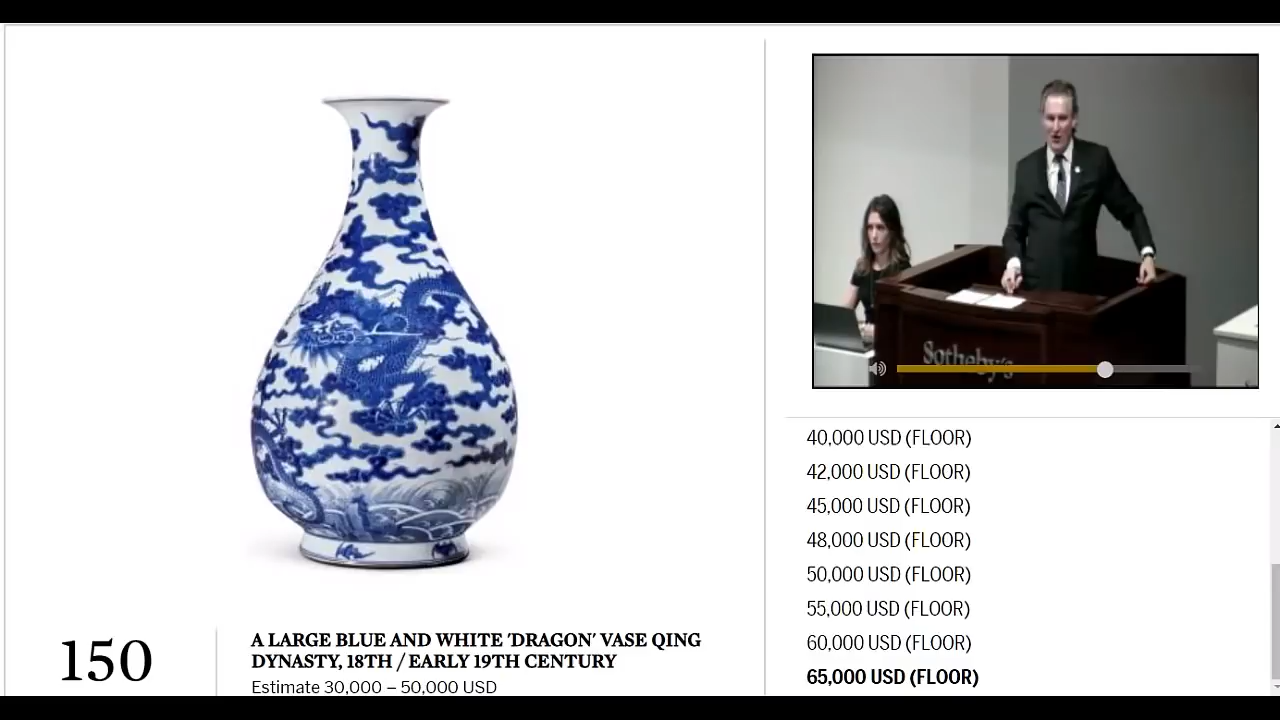 Sotheby's
40,000 USD (FLOOR)
42,000 USD (FLOOR)
45,000 USD (FLOOR)
48,000 USD (FLOOR)
50,000 USD (FLOOR)
55,000 USD (FLOOR)
60,000 USD (FLOOR)
65,000 USD (FLOOR)
150
A LARGE BLUE AND WHITE 'DRAGON' VASE QING
DYNASTY, 18TH / EARLY 19TH CENTURY
Estimate 30,000 – 50,000 USD